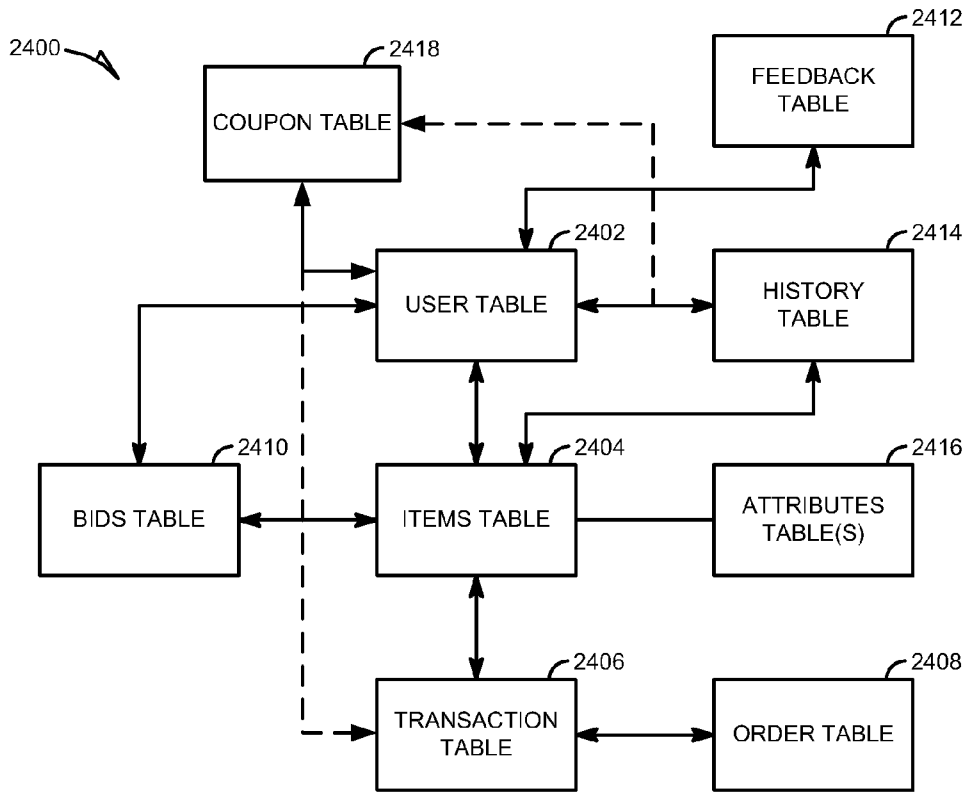 2412
2400
2418
FEEDBACK
TABLE
COUPON TABLE
2402
2414
USER TABLE
HISTORY
TABLE
2410
2404
2416
BIDS TABLE
ITEMS TABLE
ATTRIBUTES
TABLE(S)
2406
2408
TRANSACTION
TABLE
ORDER TABLE